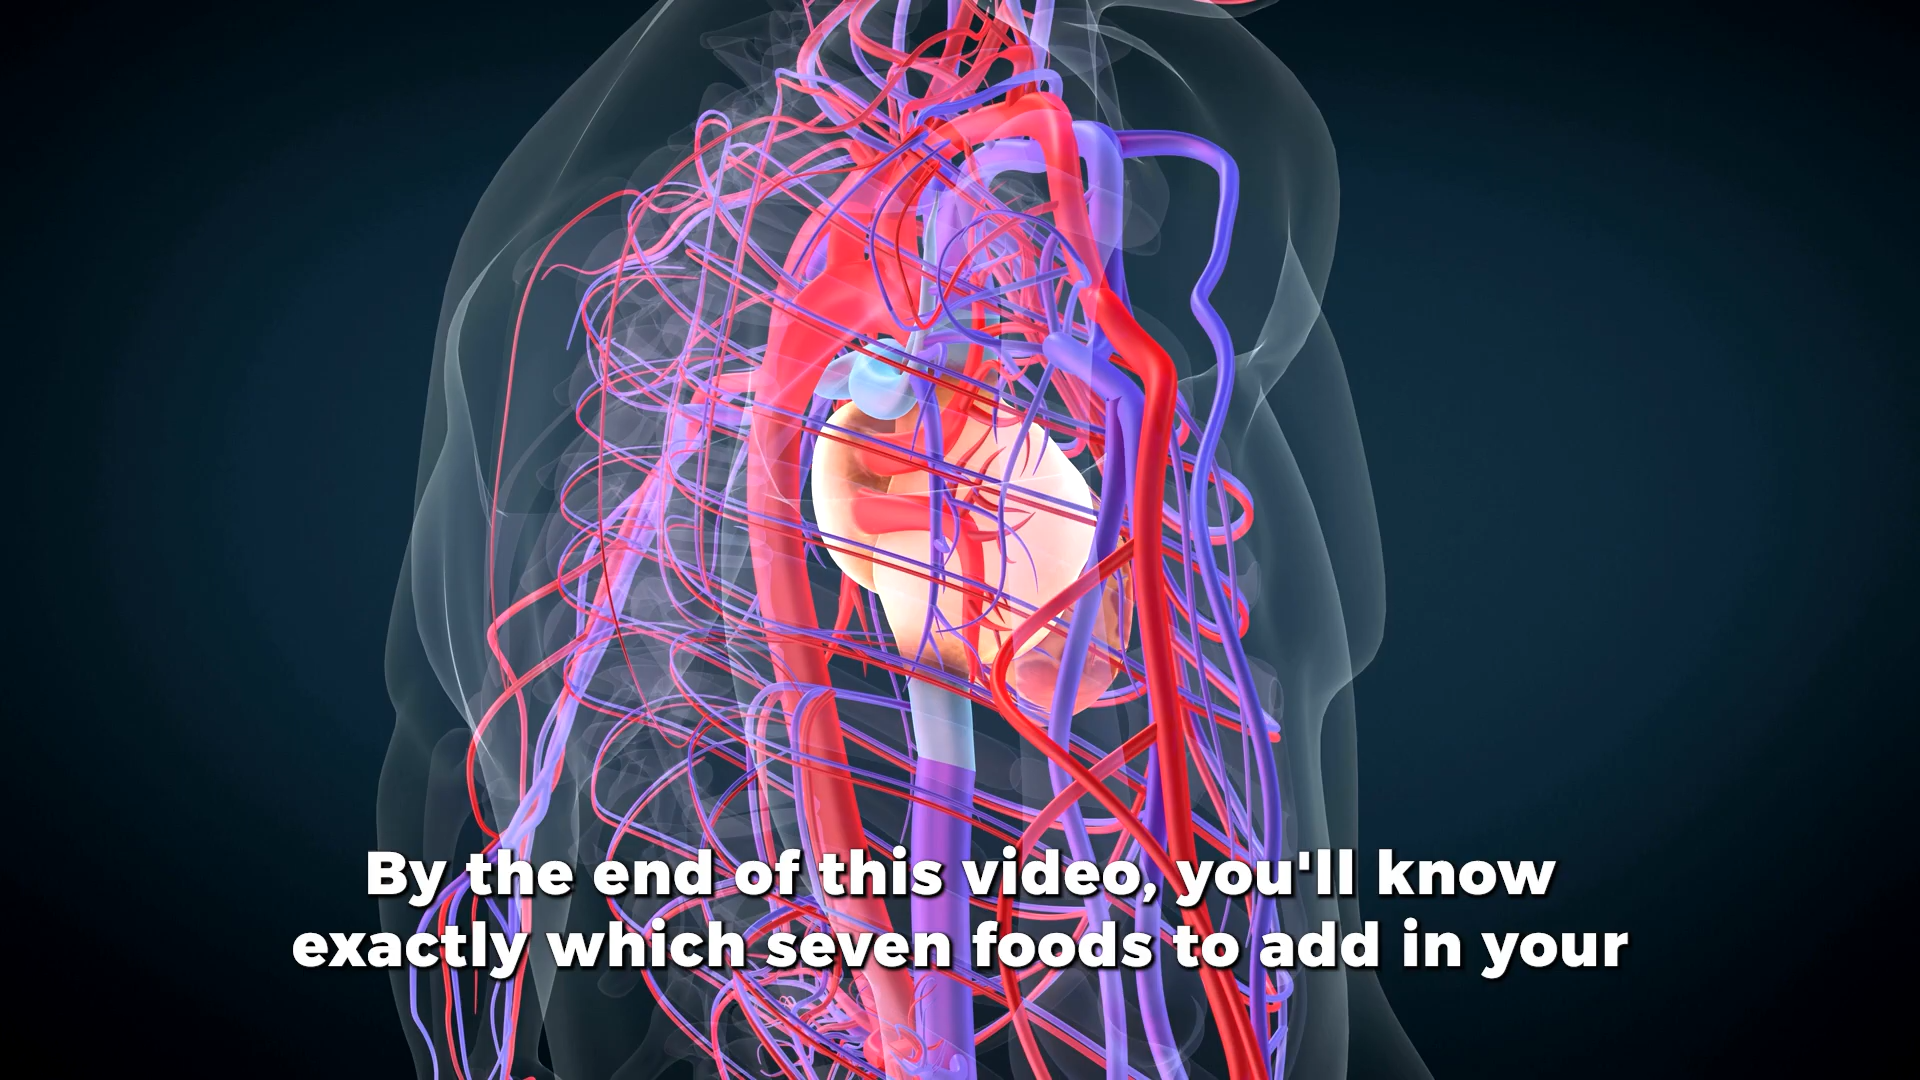 By the end of this video, you'll know
exactly which seven foods to add in your